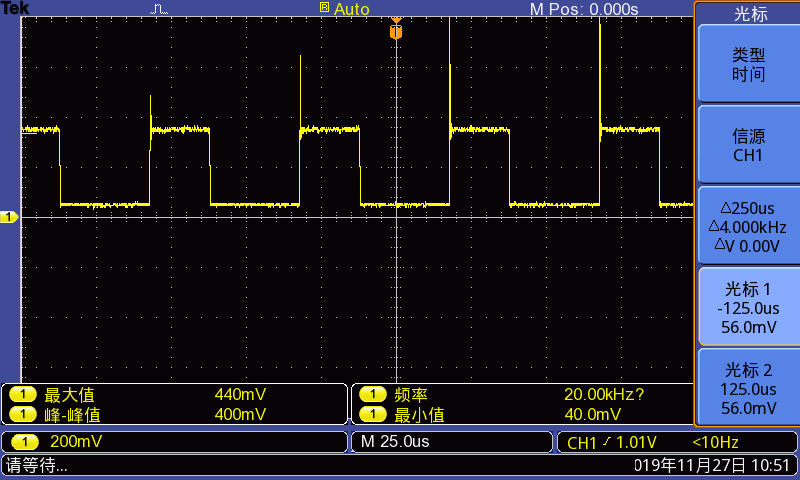 Tek Auto M Pos: 0.000s
光标
类型
时间
信源
CH1
△250us
△4.000kHz
△V 0.00V
光标 1
-125.0us
56.0mV
光标 2
125.0us
56.0mV
1
1 最大值 440mV 1 频率 20.00kHz?
1 峰-峰值 400mV 1 最小值 40.0mV
1 200mV M 25.0us CH1 1.01V <10Hz
请等待... 019年11月27日 10:51